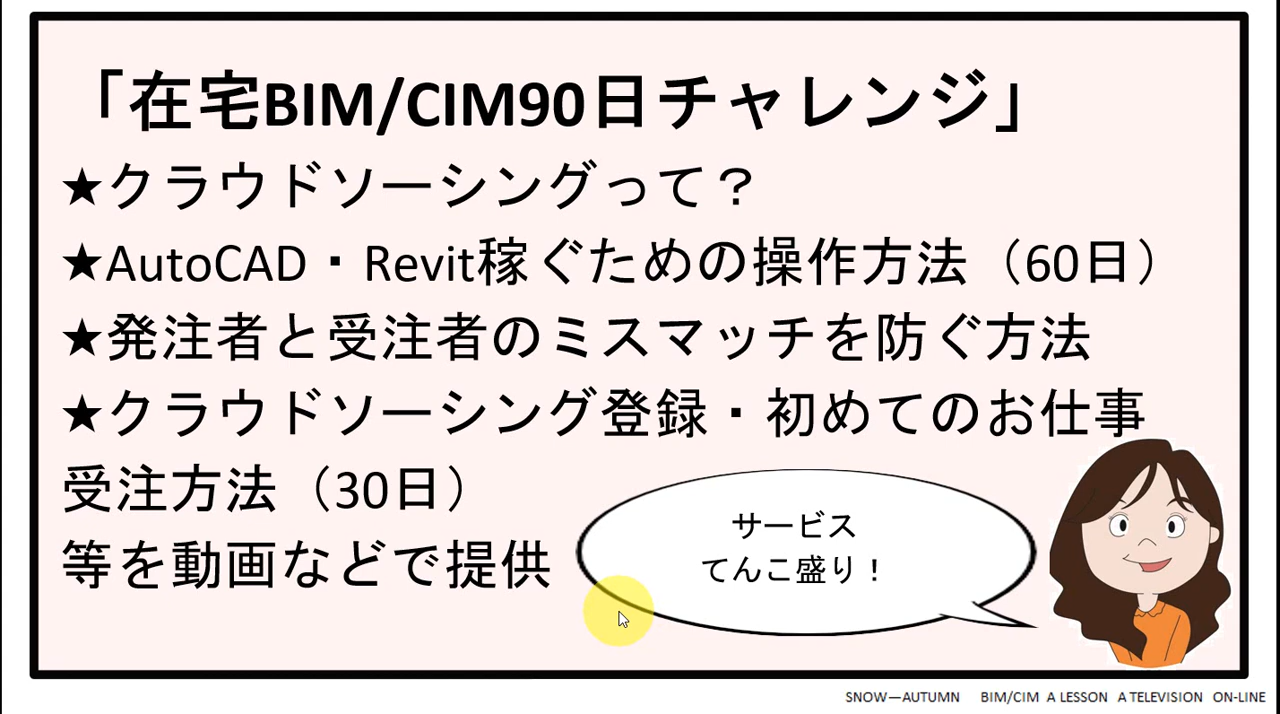 「在宅BIM/CIM90日チャレンジ」
★クラウドソーシングって？
★AutoCAD・Revit稼ぐための操作方法（60日）
★発注者と受注者のミスマッチを防ぐ方法
★クラウドソーシング登録・初めてのお仕事
受注方法（30日）
等を動画などで提供
サービス
てんこ盛り！
SNOW―AUTUMN BIM/CIM A LESSON A TELEVISION ON-LINE